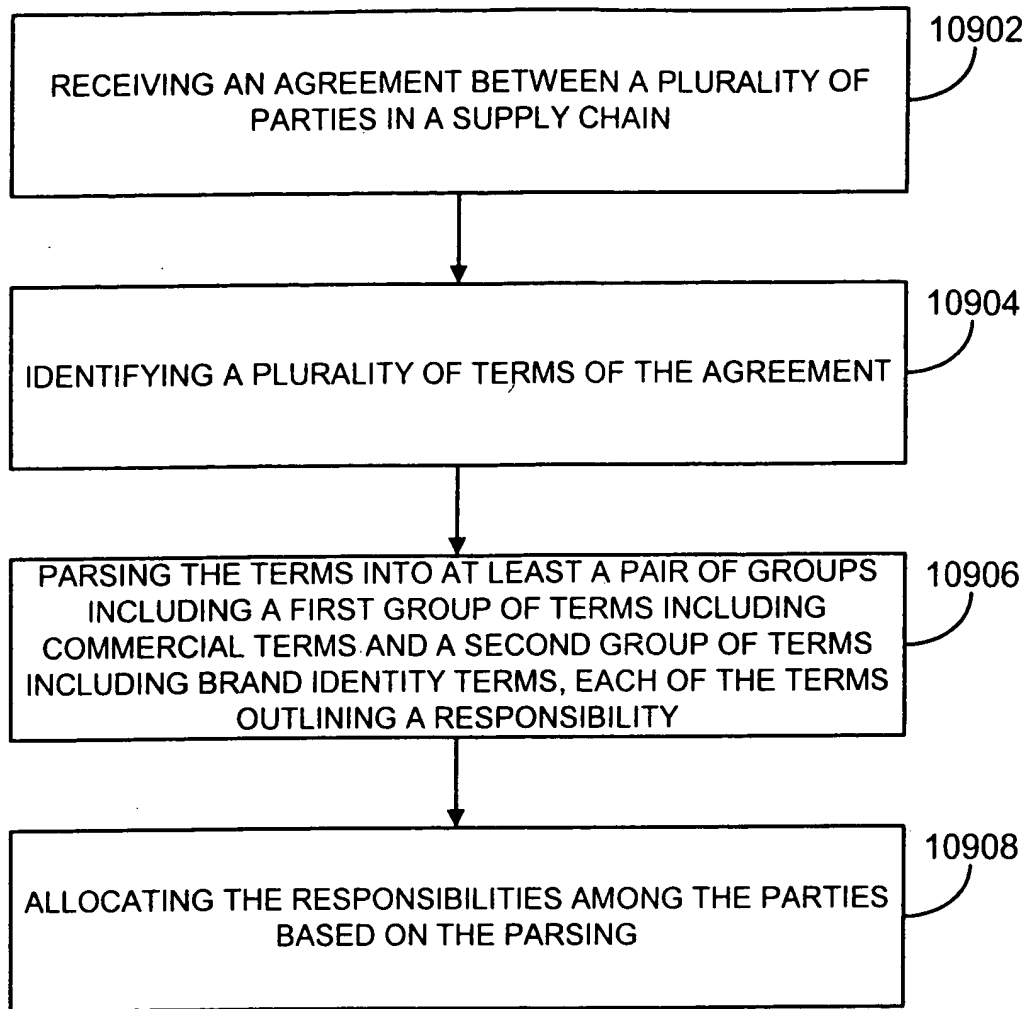 10902
RECEIVING AN AGREEMENT BETWEEN A PLURALITY OF
PARTIES IN A SUPPLY CHAIN
10904
IDENTIFYING A PLURALITY OF TERMS OF THE AGREEMENT
10906
PARSING THE TERMS INTO AT LEAST A PAIR OF GROUPS
INCLUDING A FIRST GROUP OF TERMS INCLUDING
COMMERCIAL TERMS AND A SECOND GROUP OF TERMS
INCLUDING BRAND IDENTITY TERMS, EACH OF THE TERMS
OUTLINING A RESPONSIBILITY
10908
ALLOCATING THE RESPONSIBILITIES AMONG THE PARTIES
BASED ON THE PARSING